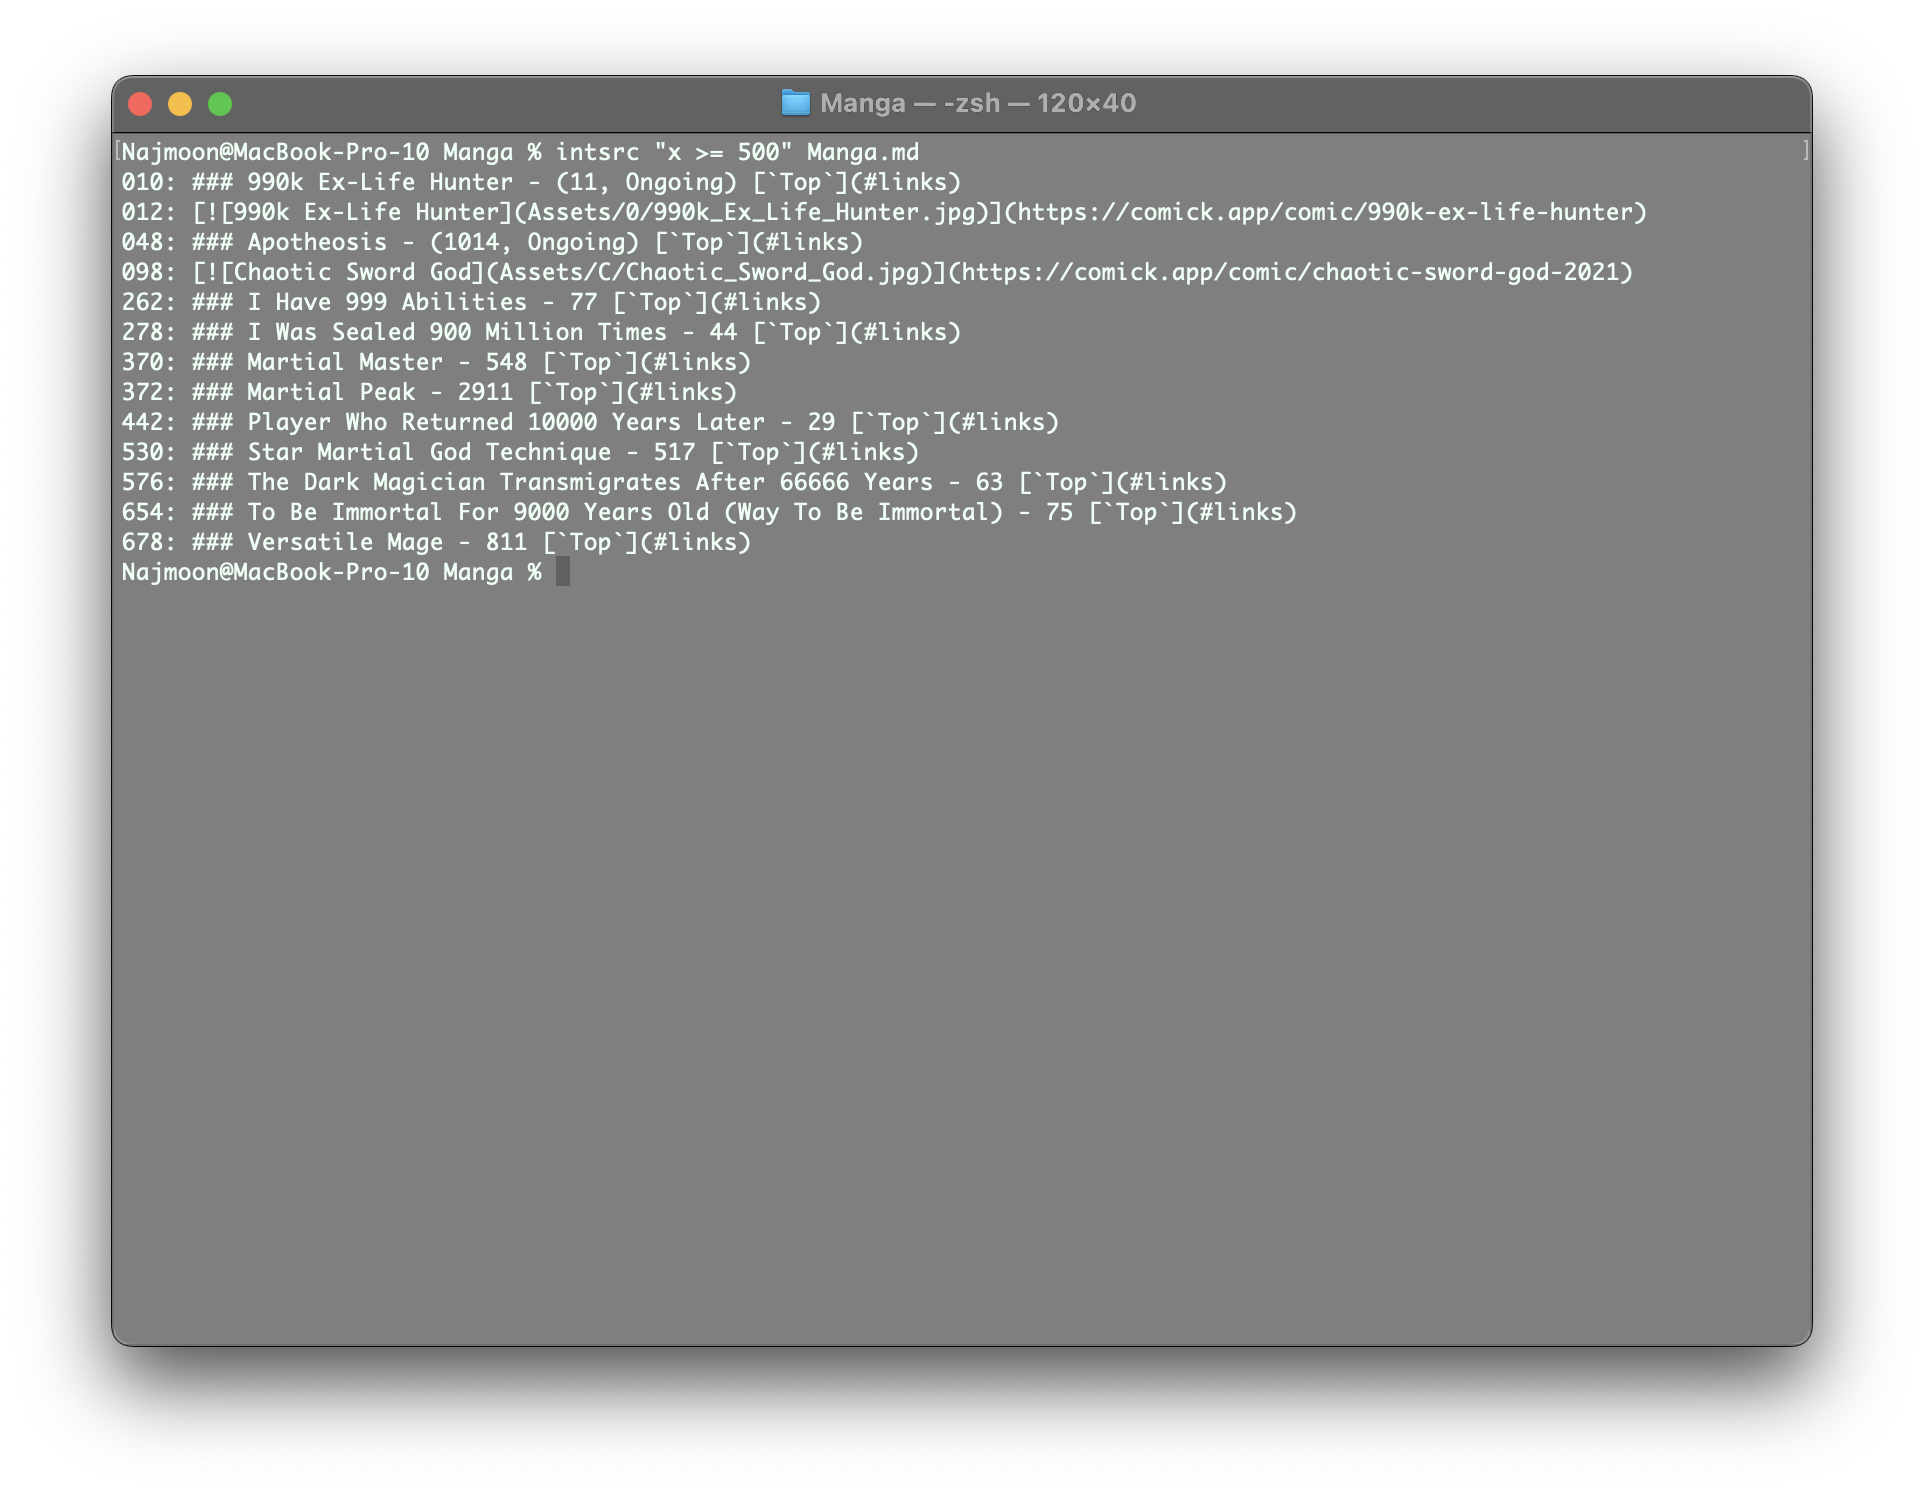 Manga — -zsh — 120×40
[Najmoon@MacBook-Pro-10 Manga % intsrc "x >= 500" Manga.md ]
010: ### 990k Ex-Life Hunter - (11, Ongoing) [`Top`](#links)
012: [![990k Ex-Life Hunter](Assets/0/990k_Ex_Life_Hunter.jpg)](https://comick.app/comic/990k-ex-life-hunter)
048: ### Apotheosis - (1014, Ongoing) [`Top`](#links)
098: [![Chaotic Sword God](Assets/C/Chaotic_Sword_God.jpg)](https://comick.app/comic/chaotic-sword-god-2021)
262: ### I Have 999 Abilities - 77 [`Top`](#links)
278: ### I Was Sealed 900 Million Times - 44 [`Top`](#links)
370: ### Martial Master - 548 [`Top`](#links)
372: ### Martial Peak - 2911 [`Top`](#links)
442: ### Player Who Returned 10000 Years Later - 29 [`Top`](#links)
530: ### Star Martial God Technique - 517 [`Top`](#links)
576: ### The Dark Magician Transmigrates After 66666 Years - 63 [`Top`](#links)
654: ### To Be Immortal For 9000 Years Old (Way To Be Immortal) - 75 [`Top`](#links)
678: ### Versatile Mage - 811 [`Top`](#links)
Najmoon@MacBook-Pro-10 Manga %